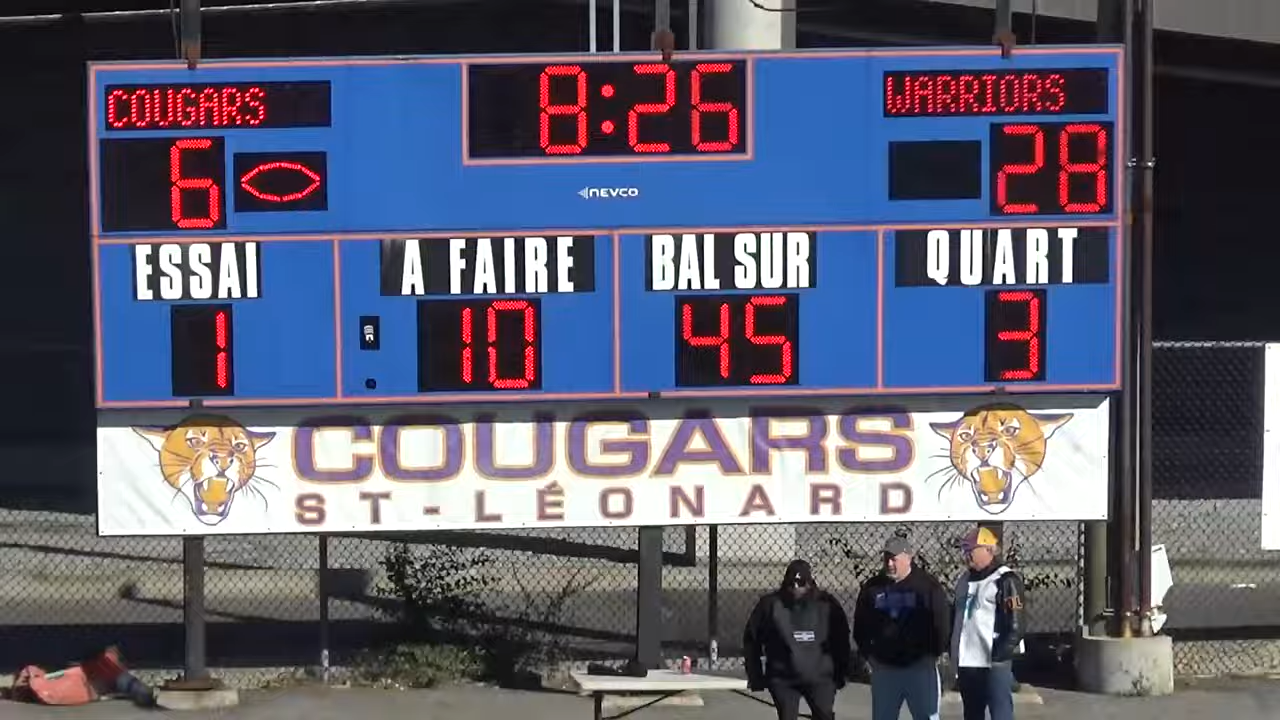 COUGARS 8:26 WARRIORS
6 28
NEVCO
ESSAI A FAIRE BAL SUR QUART
1 10 45 3
COUGARS
ST-LÉONARD